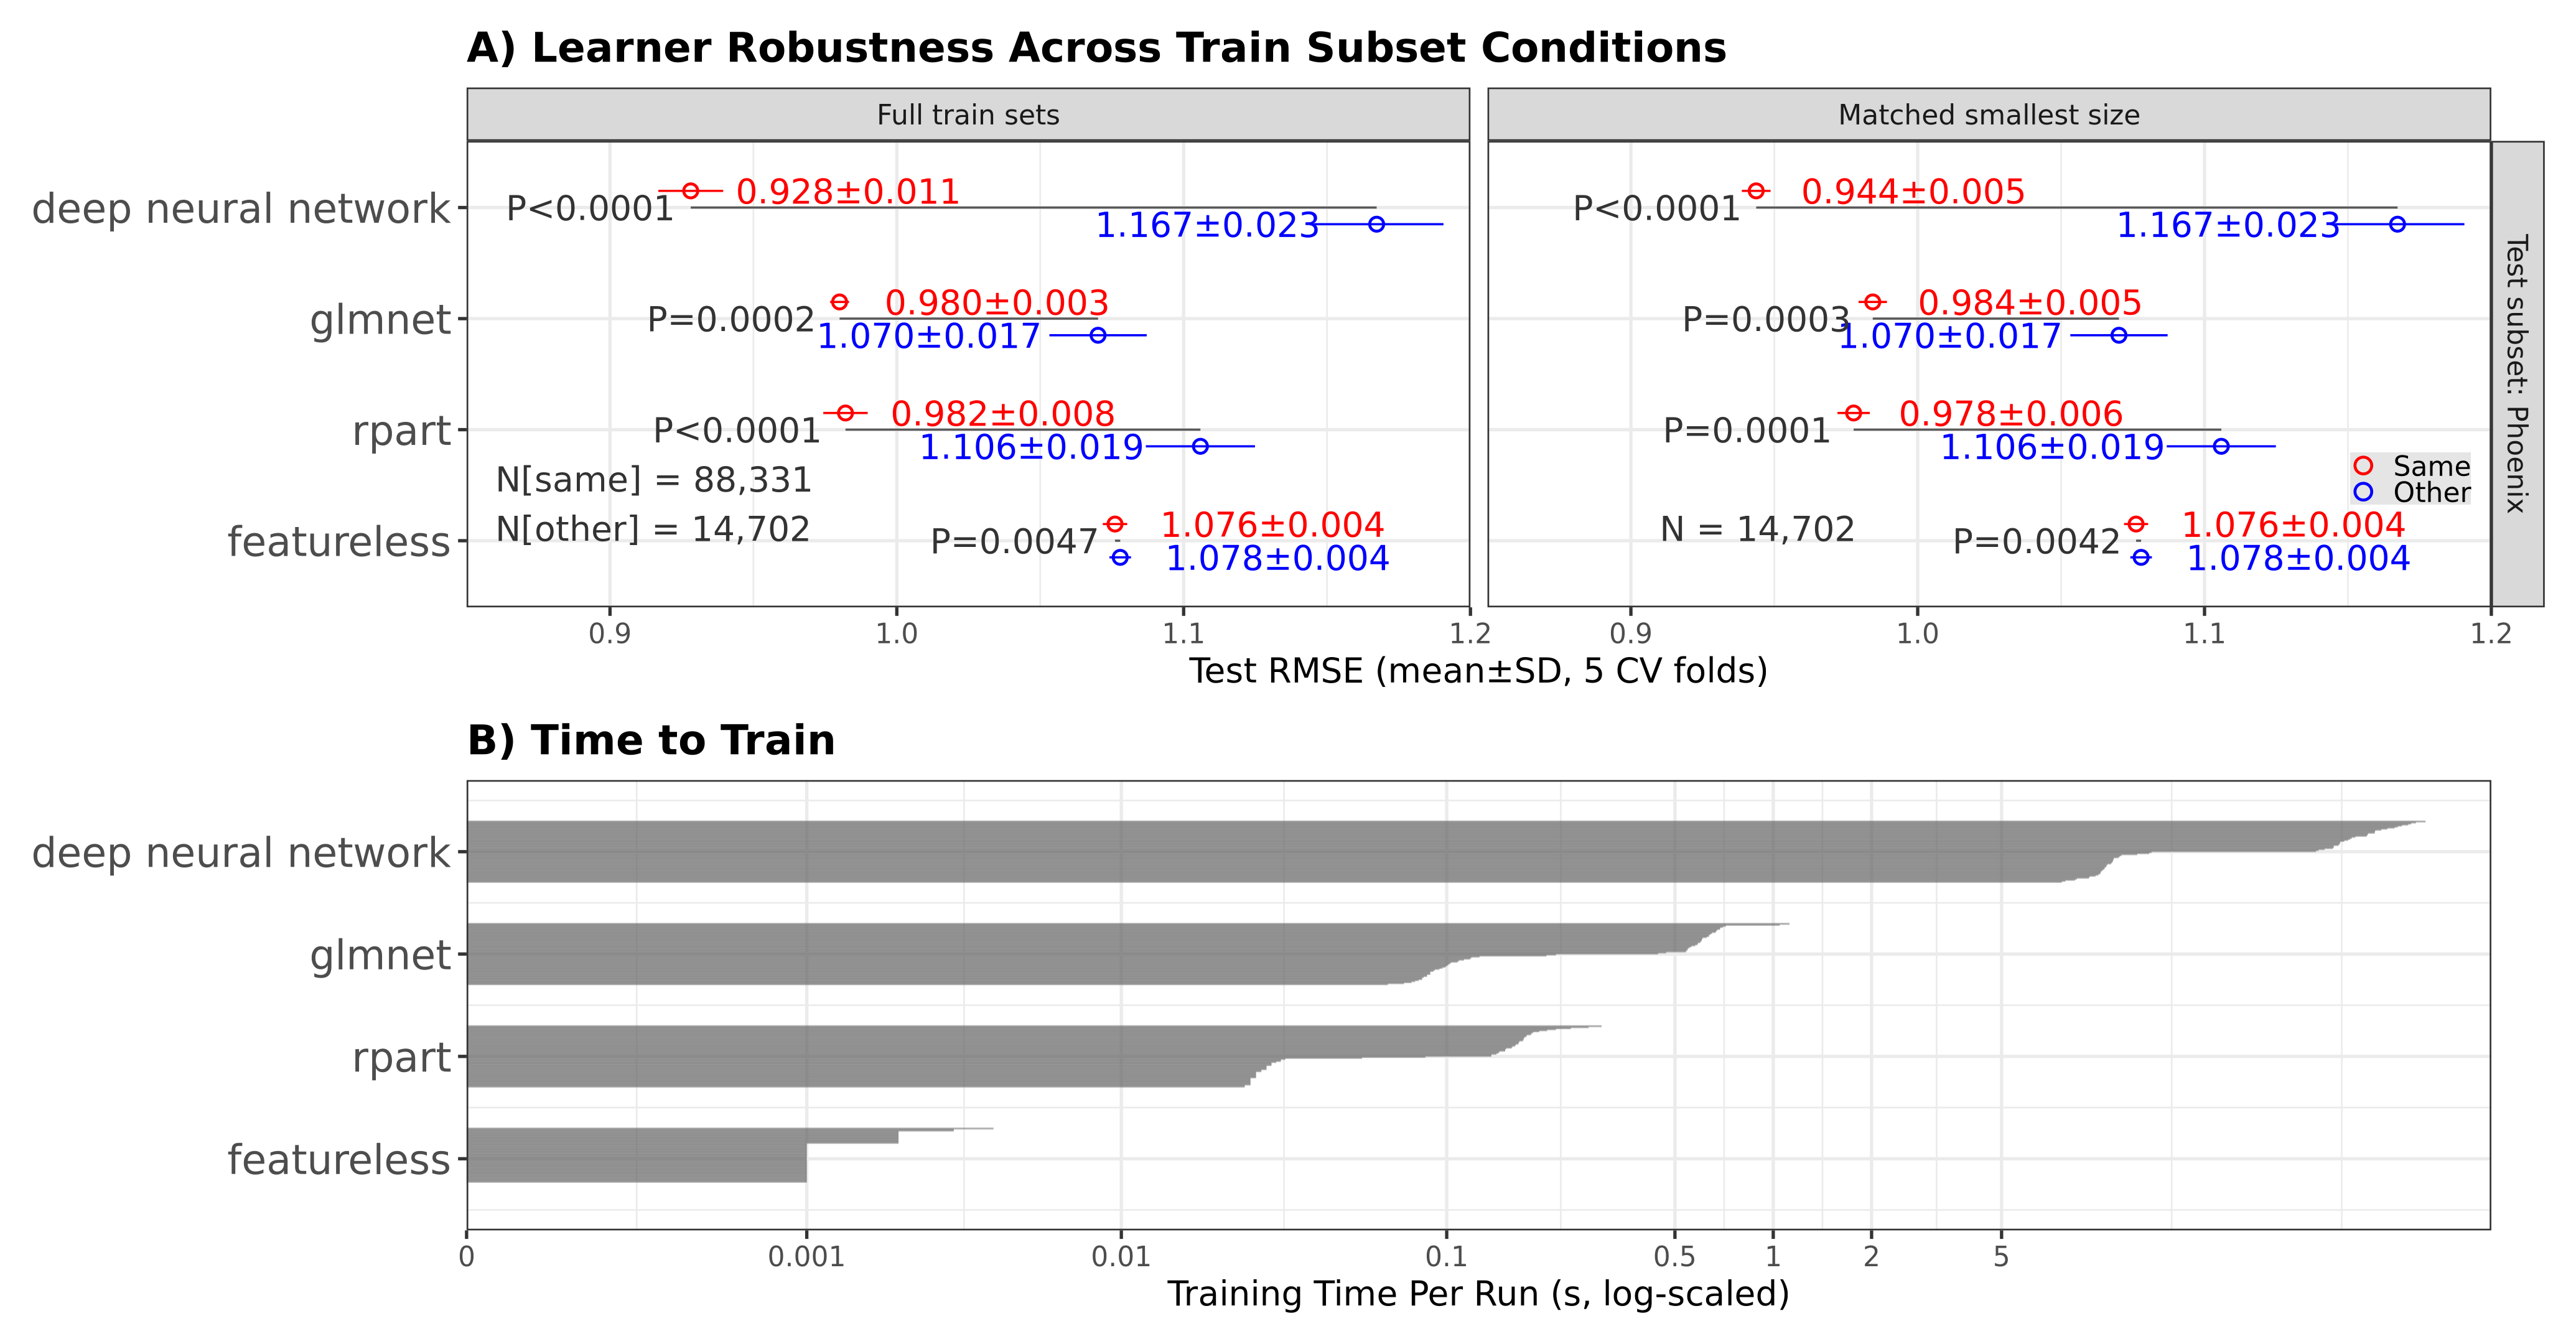 A) Learner Robustness Across Train Subset Conditions
Full train sets
Matched smallest size
deep neural network
glmnet
rpart
featureless
P<0.0001
0.928±0.011
1.167±0.023
P=0.0002
0.980±0.003
1.070±0.017
P<0.0001
0.982±0.008
1.106±0.019
N[same] = 88,331
N[other] = 14,702
P=0.0047
1.076±0.004
1.078±0.004
P<0.0001
0.944±0.005
1.167±0.023
P=0.0003
0.984±0.005
1.070±0.017
P=0.0001
0.978±0.006
1.106±0.019
Same
Other
N = 14,702
P=0.0042
1.076±0.004
1.078±0.004
Test subset: Phoenix
0.9 1.0 1.1 1.2
0.9 1.0 1.1 1.2
Test RMSE (mean±SD, 5 CV folds)
B) Time to Train
deep neural network
glmnet
rpart
featureless
0 0.001 0.01 0.1 0.5 1 2 5
Training Time Per Run (s, log-scaled)